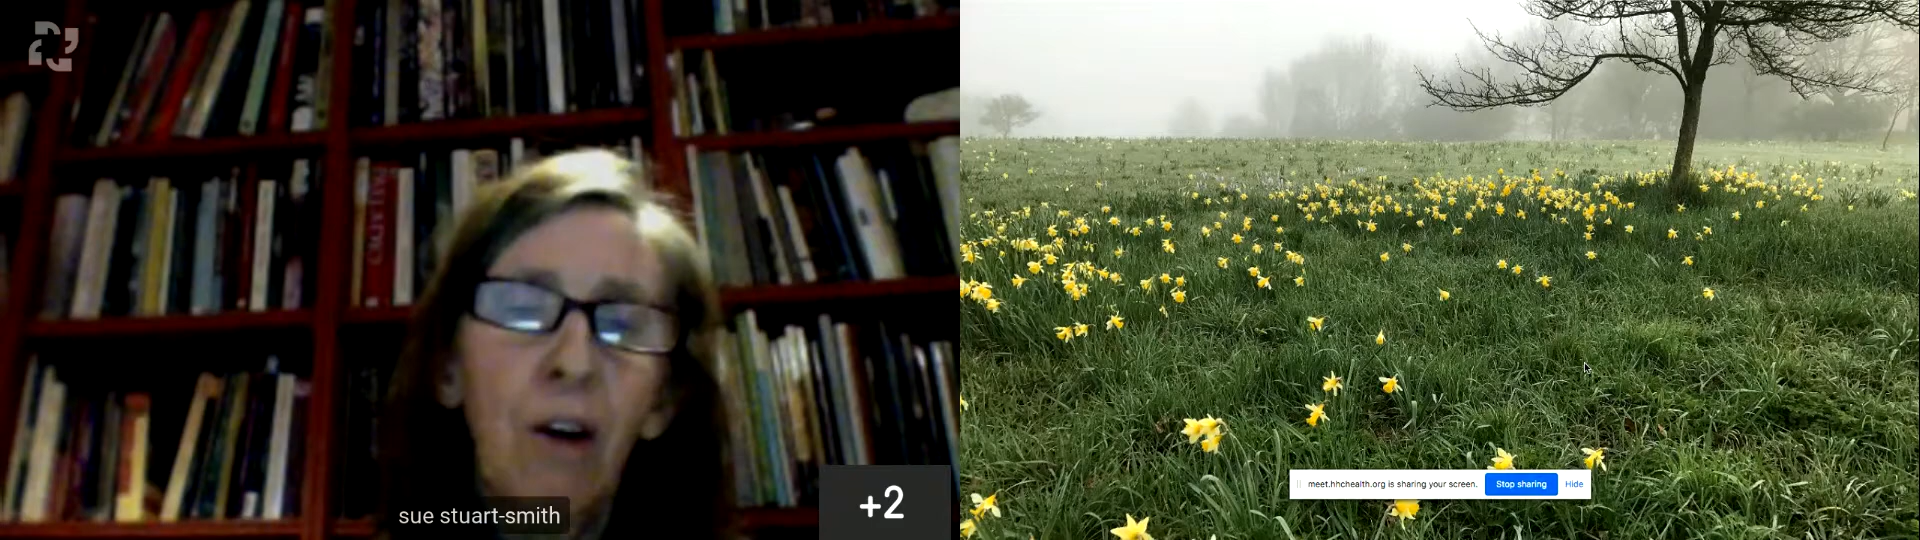 sue stuart-smith
+2
meet.hhchealth.org is sharing your screen.
Stop sharing
Hide